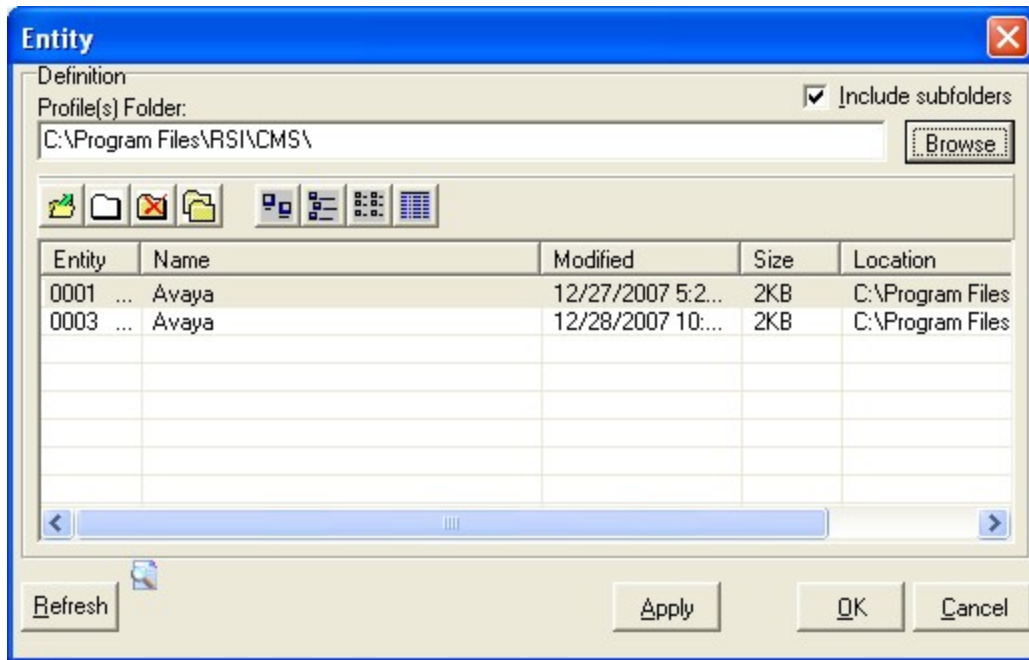 Entity
Definition
Include subfolders
Profile(s) Folder:
C:\Program Files\RSI\CMS\
Browse
Entity Name Modified Size Location
0001 ... Avaya 12/27/2007 5:2... 2KB C:\Program Files
0003 ... Avaya 12/28/2007 10:... 2KB C:\Program Files
Refresh Apply OK Cancel